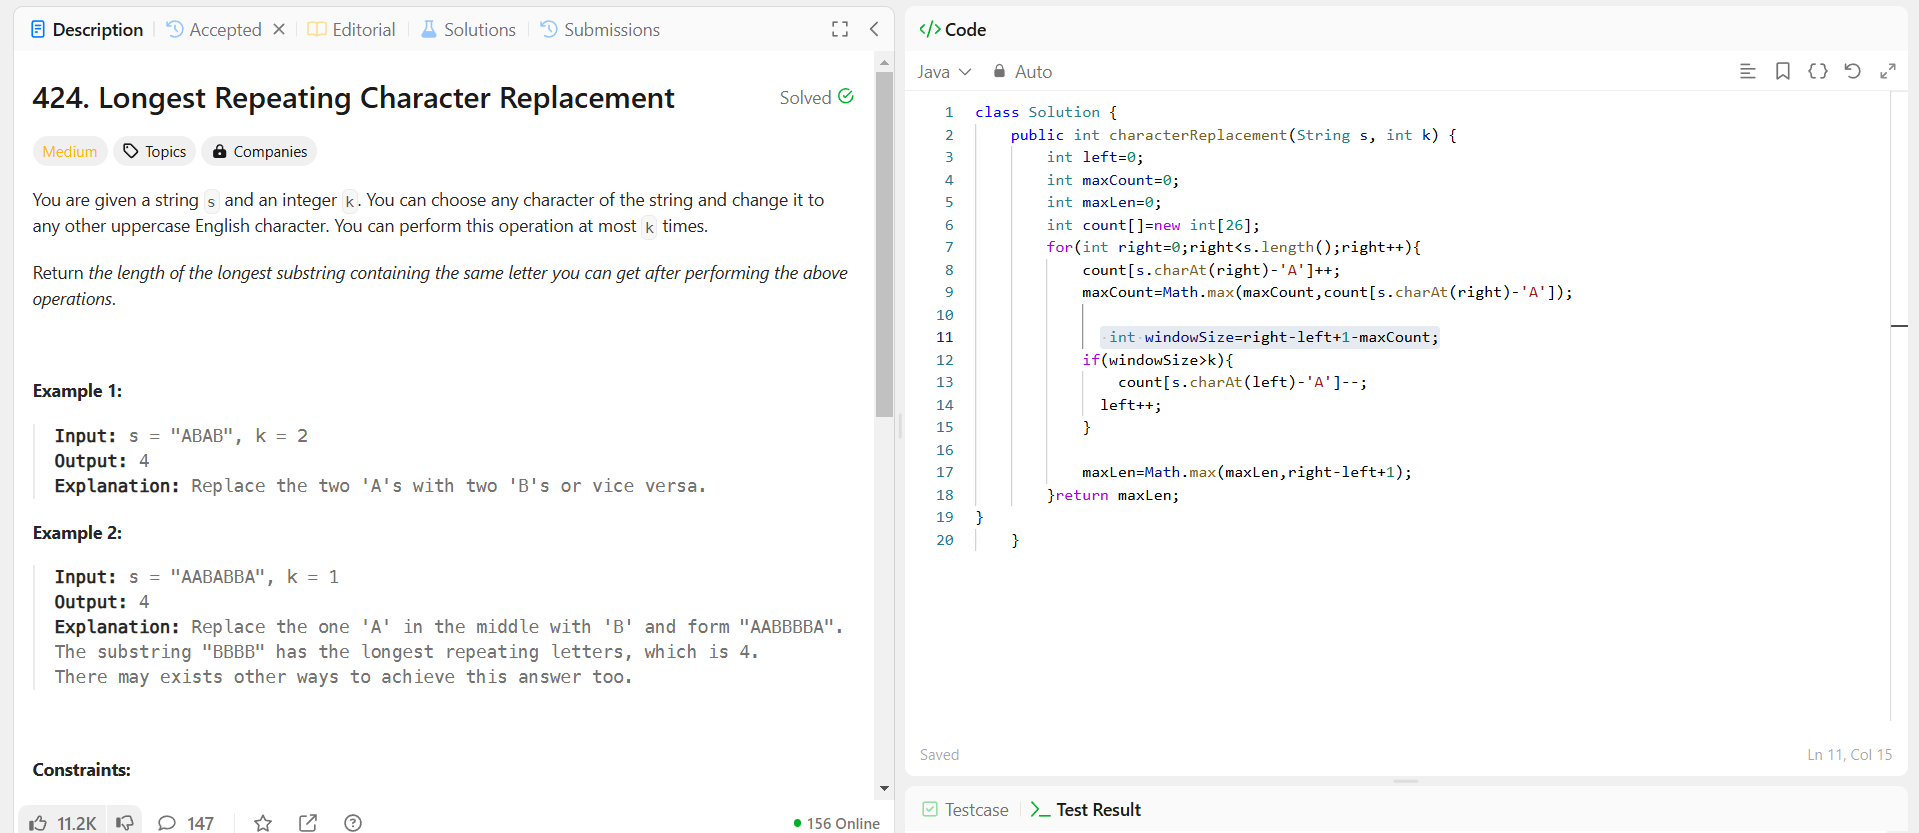 Description Accepted Editorial Solutions Submissions
424. Longest Repeating Character Replacement
Solved
Medium Topics Companies
You are given a string s and an integer k. You can choose any character of the string and change it to
any other uppercase English character. You can perform this operation at most k times.
Return the length of the longest substring containing the same letter you can get after performing the above
operations.
Example 1:
Input: s = "ABAB", k = 2
Output: 4
Explanation: Replace the two 'A's with two 'B's or vice versa.
Example 2:
Input: s = "AABABBA", k = 1
Output: 4
Explanation: Replace the one 'A' in the middle with 'B' and form "AABBBBA".
The substring "BBBB" has the longest repeating letters, which is 4.
There may exists other ways to achieve this answer too.
Constraints:
11.2K 147
156 Online
</> Code
Java Auto
1 class Solution {
2 public int characterReplacement(String s, int k) {
3 int left=0;
4 int maxCount=0;
5 int maxLen=0;
6 int count[]=new int[26];
7 for(int right=0;right<s.length();right++){
8 count[s.charAt(right)-'A']++;
9 maxCount=Math.max(maxCount,count[s.charAt(right)-'A']);
10
11 int windowSize=right-left+1-maxCount;
12 if(windowSize>k){
13 count[s.charAt(left)-'A']--;
14 left++;
15 }
16
17 maxLen=Math.max(maxLen,right-left+1);
18 }return maxLen;
19 }
20 }
Saved
Ln 11, Col 15
Testcase >_ Test Result